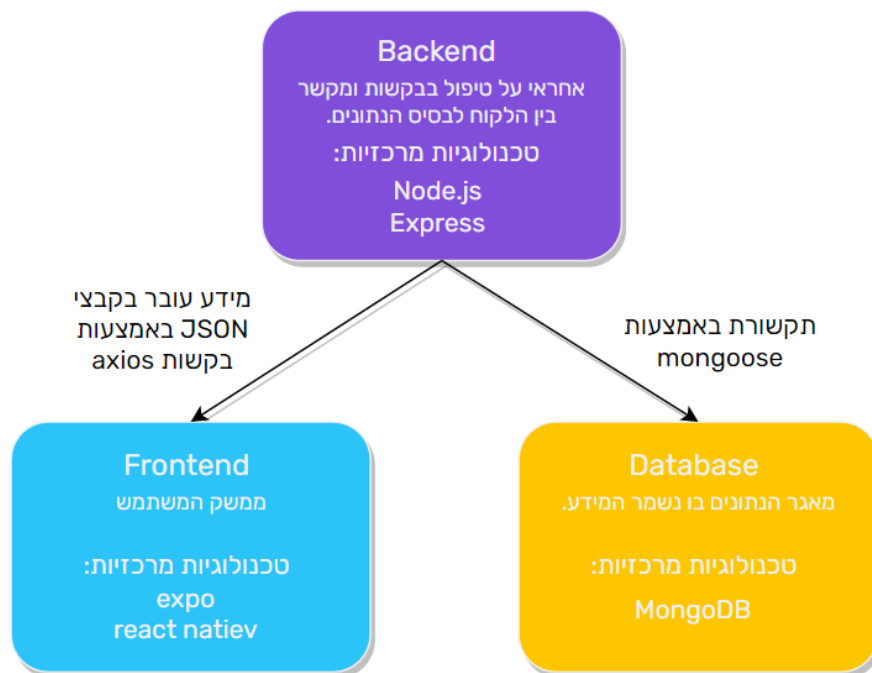 Backend
אחראי על טיפול בבקשות ומקשר
בין הלקוח לבסיס הנתונים.
טכנולוגיות מרכזיות:
Node.js
Express
מידע עובר בקבצי
JSON באמצעות
בקשות axios
תקשורת באמצעות
mongoose
Frontend
ממשק המשתמש
טכנולוגיות מרכזיות:
expo
react natiev
Database
מאגר הנתונים בו נשמר המידע.
טכנולוגיות מרכזיות:
MongoDB